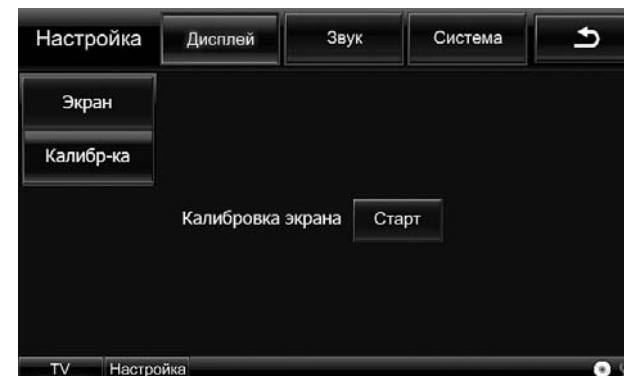 Настройка Дисплей Звук Система
Экран
Калибр-ка
Калибровка экрана Старт
TV Настройка